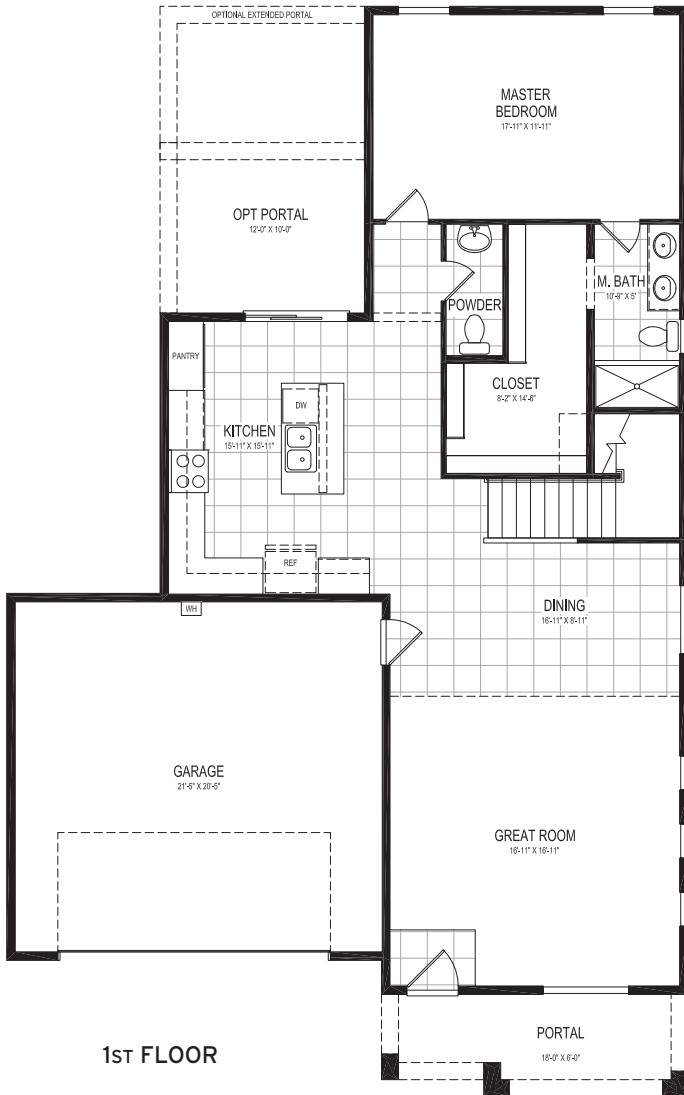 OPTIONAL EXTENDED PORTAL
MASTER
BEDROOM
17'-11" X 11'-11"
OPT PORTAL
12'-0" X 10'-0"
M. BATH
10'-9" X 5'
POWDER
PANTRY
CLOSET
8'-2" X 14'-6"
DW
KITCHEN
15'-11" X 15'-11"
REF
WH
DINING
16'-11" X 8'-11"
GARAGE
21'-5" X 20'-5"
GREAT ROOM
16'-11" X 16'-11"
PORTAL
18'-0" X 6'-0"
1ST FLOOR